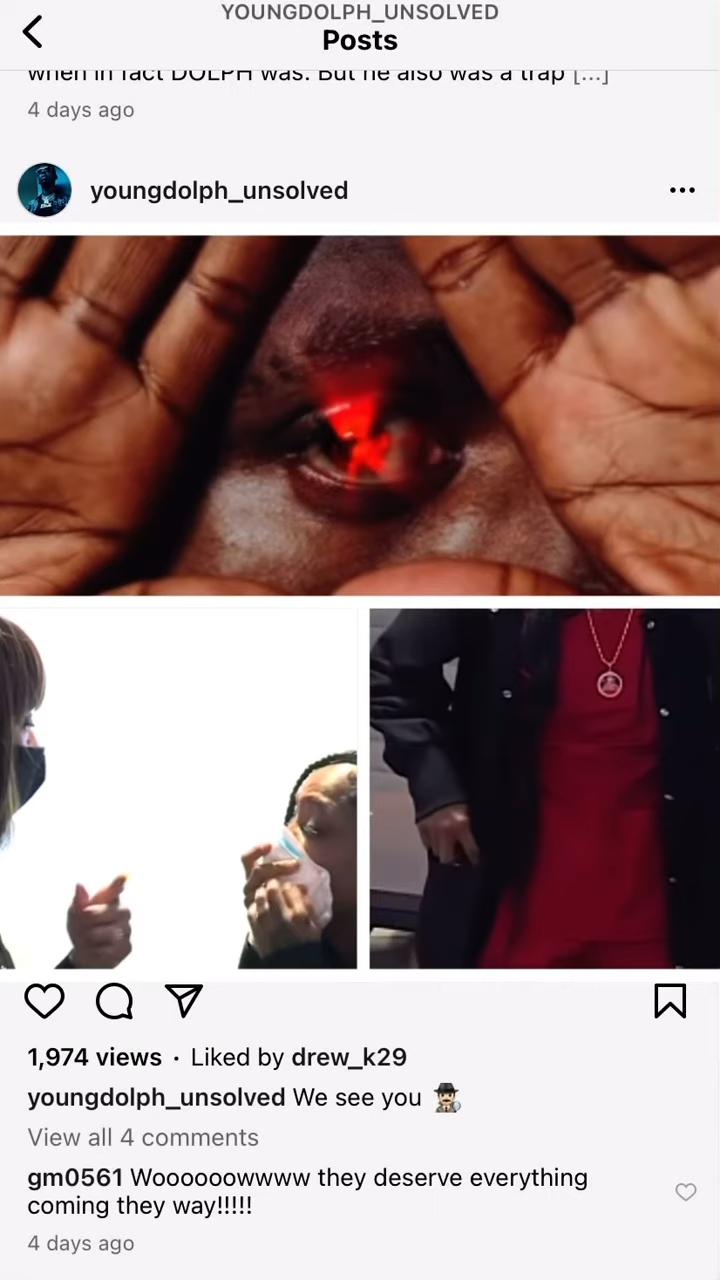 YOUNGDOLPH_UNSOLVED
Posts
when in fact DOLPH was. But he also was a trap [...]
4 days ago
youngdolph_unsolved
1,974 views · Liked by drew_k29
youngdolph_unsolved We see you 🕵🏻‍♂️
View all 4 comments
gm0561 Woooooowwww they deserve everything
coming they way!!!!!
4 days ago